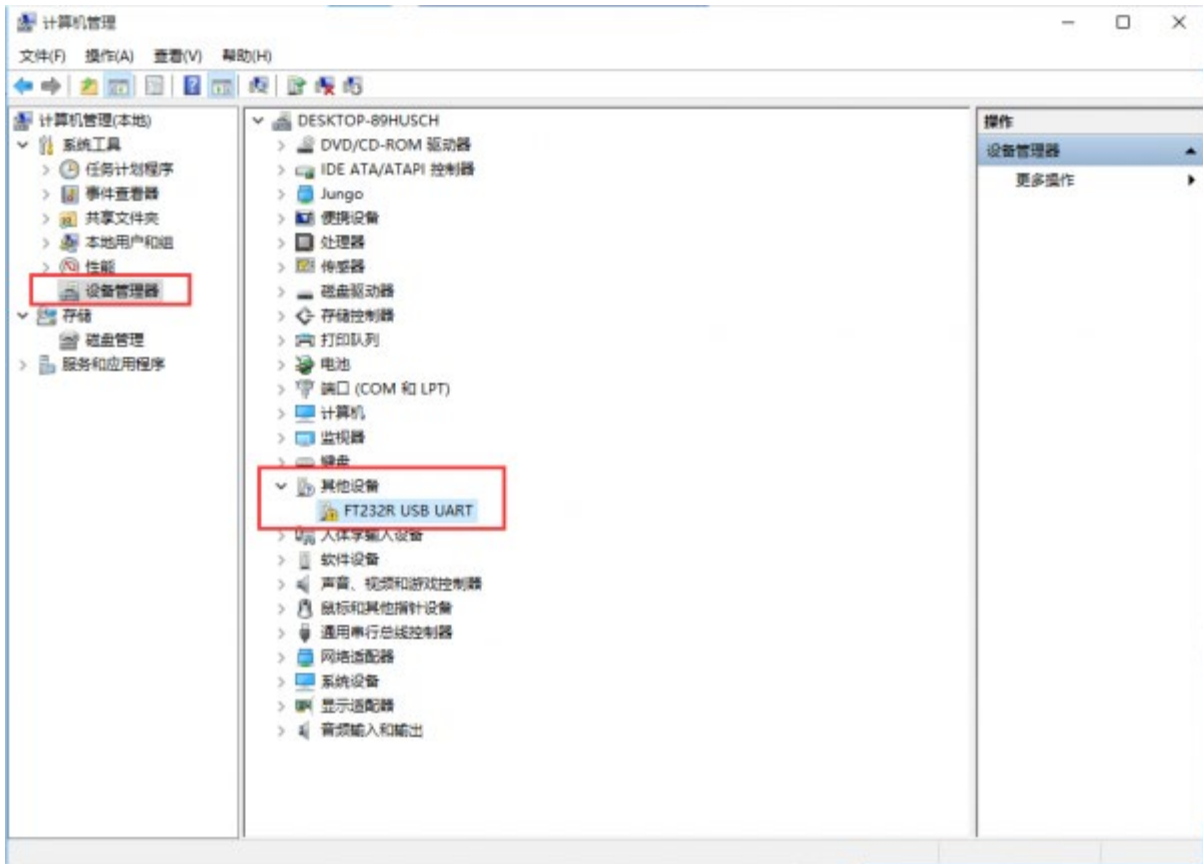 计算机管理
文件(F) 操作(A) 查看(V) 帮助(H)
计算机管理(本地)
系统工具
任务计划程序
事件查看器
共享文件夹
本地用户和组
性能
设备管理器
存储
磁盘管理
服务和应用程序
DESKTOP-89HUSCH
DVD/CD-ROM 驱动器
IDE ATA/ATAPI 控制器
Jungo
便携设备
处理器
传感器
磁盘驱动器
存储控制器
打印队列
电池
端口 (COM 和 LPT)
计算机
监视器
键盘
其他设备
FT232R USB UART
人体学输入设备
软件设备
声音、视频和游戏控制器
鼠标和其他指针设备
通用串行总线控制器
网络适配器
系统设备
显示适配器
音频输入和输出
操作
设备管理器
更多操作